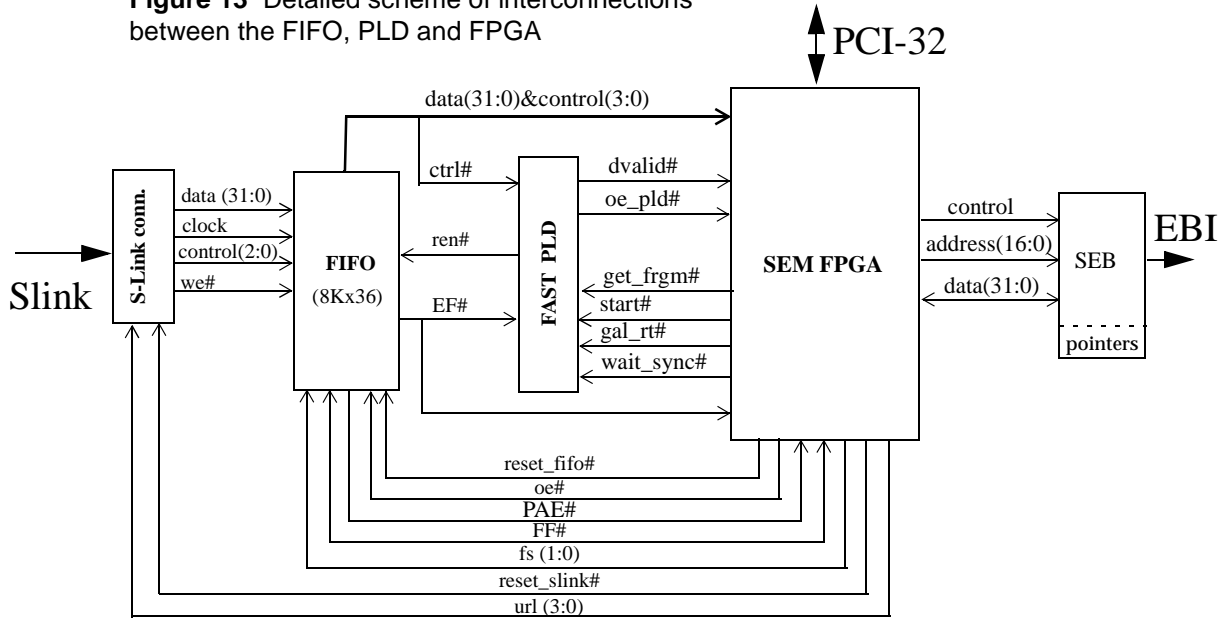 Figure 13 Detailed scheme of interconnections
between the FIFO, PLD and FPGA
PCI-32
data(31:0)&control(3:0)
ctrl#
dvalid#
oe_pld#
S-Link conn.
data (31:0)
clock
control(2:0)
we#
Slink
FIFO
(8Kx36)
ren#
EF#
FAST PLD
get_frgm#
start#
gal_rt#
wait_sync#
SEM FPGA
control
address(16:0)
data(31:0)
SEB
pointers
EBI
reset_fifo#
oe#
PAE#
FF#
fs (1:0)
reset_slink#
url (3:0)